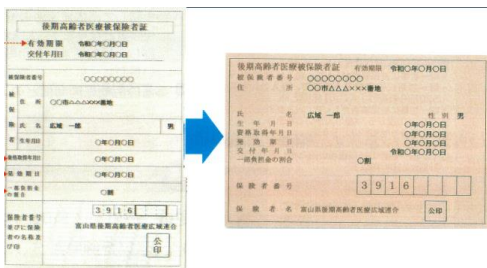 後期高齢者医療被保険者証
有効期限 令和○年○月○日
交付年月日 令和○年○月○日
被保険者番号 ○○○○○○○○
被保険者
住所 ○○市△△△×××番地
氏名 広域 一郎 男
生年月日 ○年○月○日
資格取得年月日 ○年○月○日
発効期日 ○年○月○日
一部負担金の割合 ○割
保険者番号並びに保険者の名称及び印
3916
富山県後期高齢者医療広域連合
公印
後期高齢者医療被保険者証 有効期限 令和○年○月○日
被保険者番号 ○○○○○○○○
住所 ○○市△△△×××番地
氏名 広域 一郎 性別 男
生年月日 ○年○月○日
資格取得年月日 ○年○月○日
発効期日 ○年○月○日
交付年月日 令和○年○月○日
一部負担金の割合 ○割
保険者番号 3916
保険者名 富山県後期高齢者医療広域連合 公印